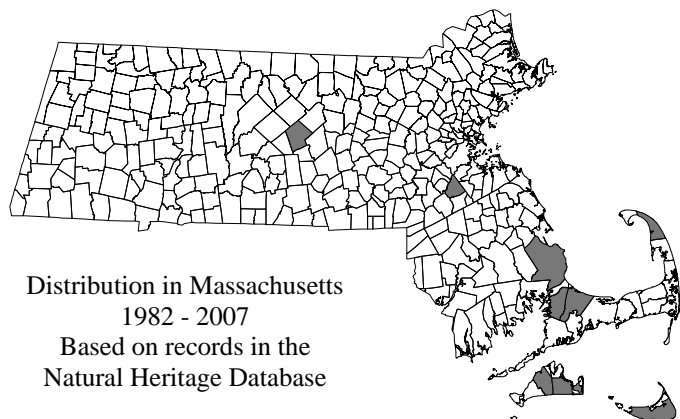 Distribution in Massachusetts
1982 - 2007
Based on records in the
Natural Heritage Database